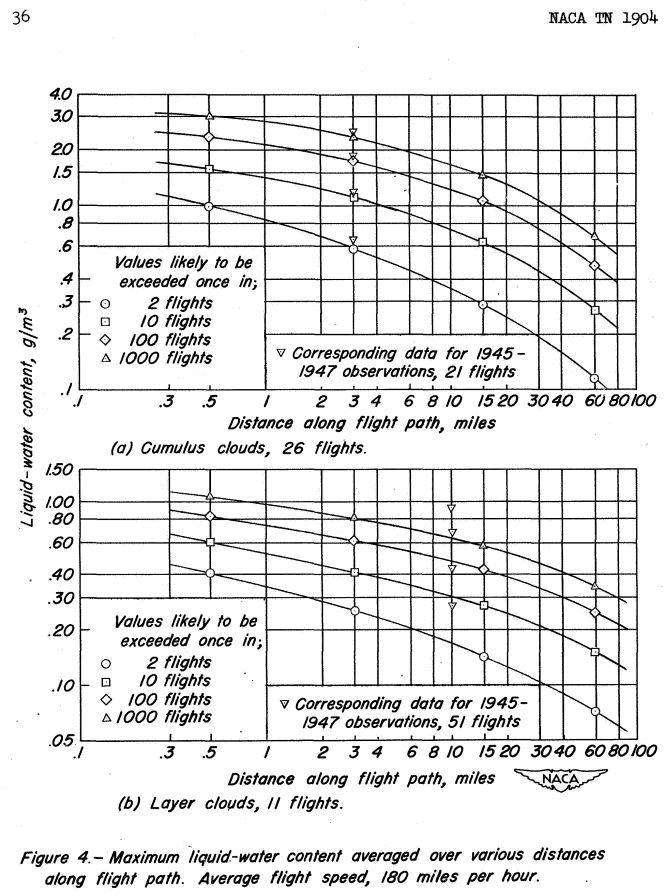 36 NACA TN 1904
4.0
3.0
2.0
1.5
1.0
.8
.6
.4
.3
.2
.1
Liquid-water content, g/m³
Values likely to be
exceeded once in;
2 flights
10 flights
100 flights
1000 flights
Corresponding data for 1945-
1947 observations, 21 flights
.1 .3 .5 1 2 3 4 6 8 10 15 20 30 40 60 80 100
Distance along flight path, miles
(a) Cumulus clouds, 26 flights.
1.50
1.00
.80
.60
.40
.30
.20
.10
.05
Values likely to be
exceeded once in;
2 flights
10 flights
100 flights
1000 flights
Corresponding data for 1945-
1947 observations, 51 flights
.1 .3 .5 1 2 3 4 6 8 10 15 20 30 40 60 80 100
Distance along flight path, miles
NACA
(b) Layer clouds, 11 flights.
Figure 4.- Maximum liquid-water content averaged over various distances
along flight path. Average flight speed, 180 miles per hour.